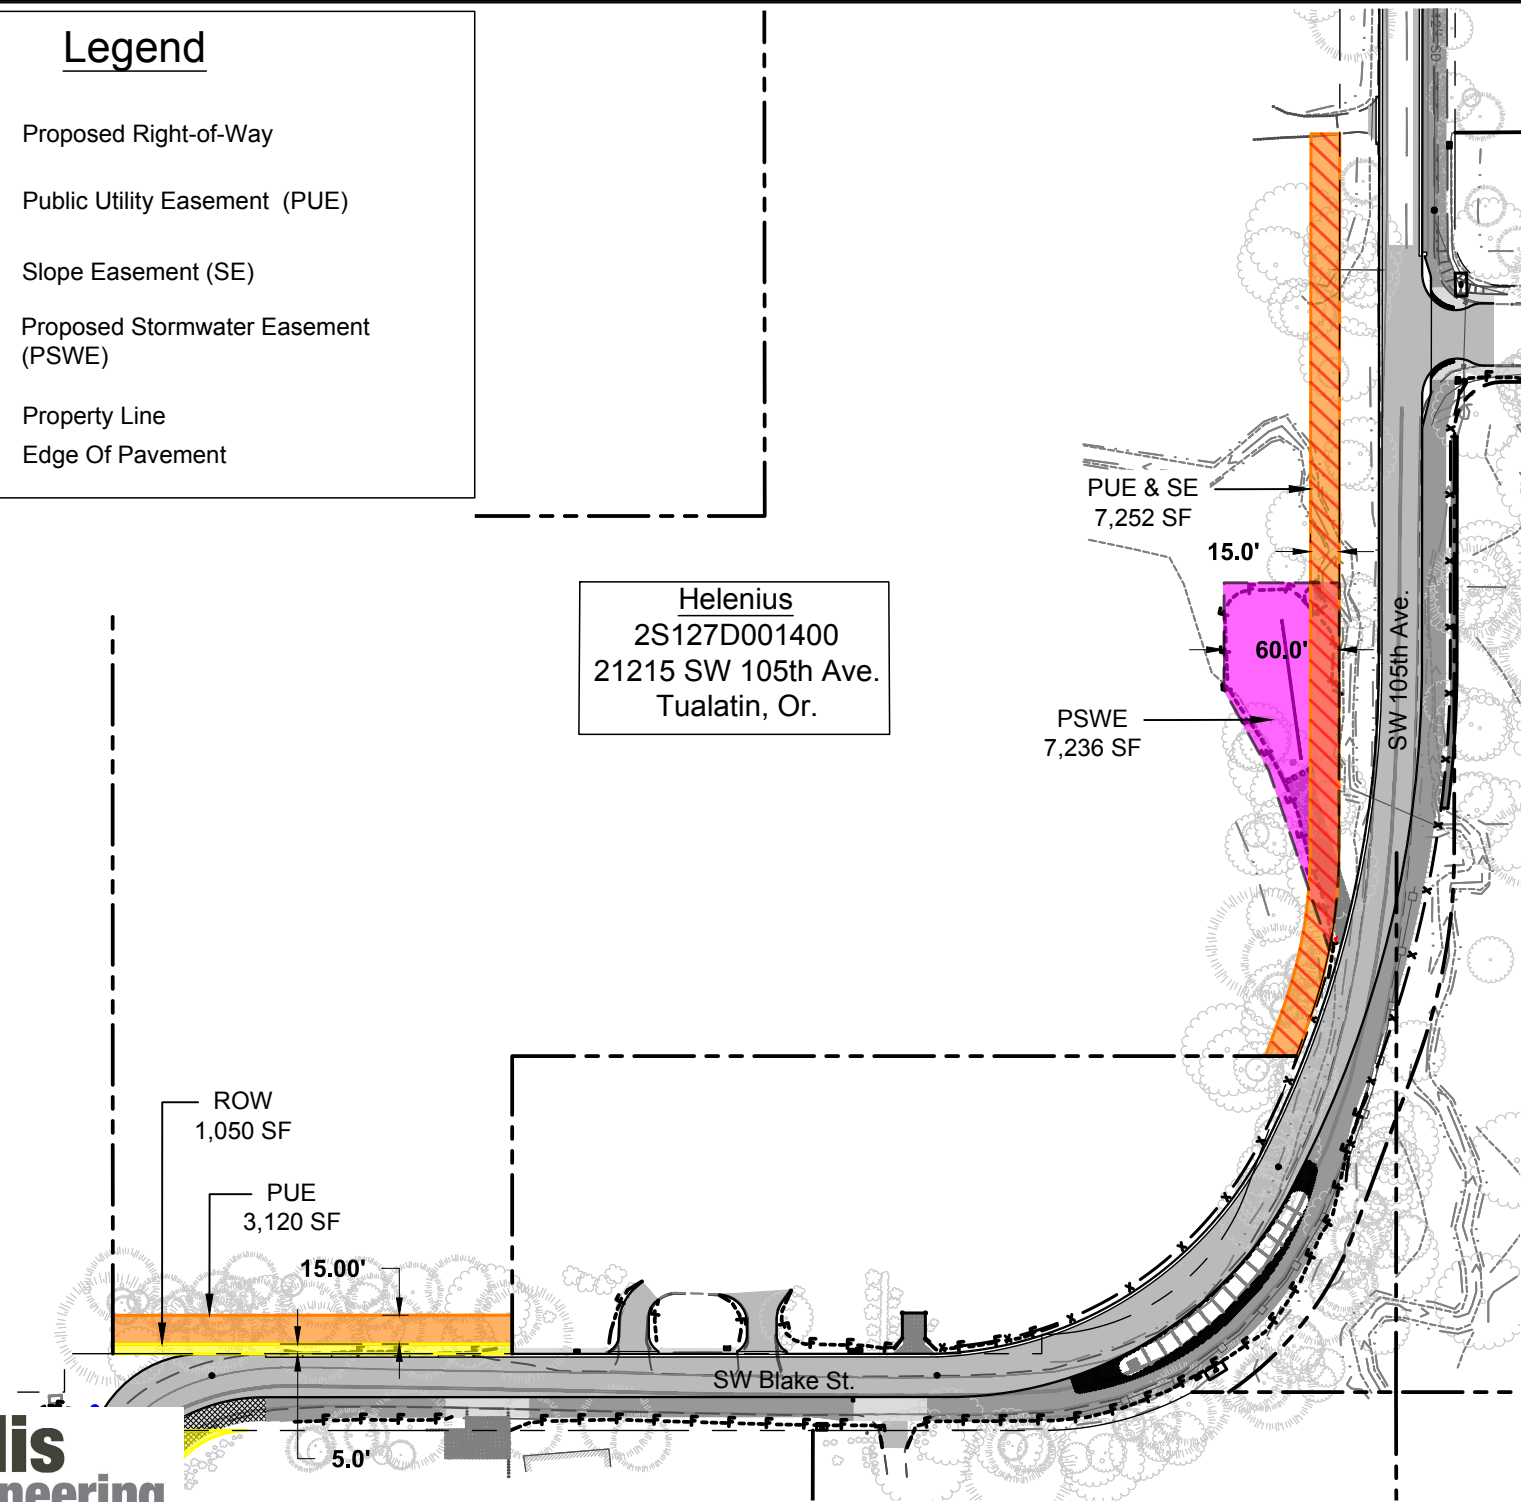 Legend
Proposed Right-of-Way
Public Utility Easement (PUE)
Slope Easement (SE)
Proposed Stormwater Easement
(PSWE)
Property Line
Edge Of Pavement
PUE & SE
7,252 SF
15.0'
Helenius
2S127D001400
21215 SW 105th Ave.
Tualatin, Or.
60.0'
SW 105th Ave.
PSWE
7,236 SF
ROW
1,050 SF
PUE
3,120 SF
15.00'
SW Blake St.
5.0'